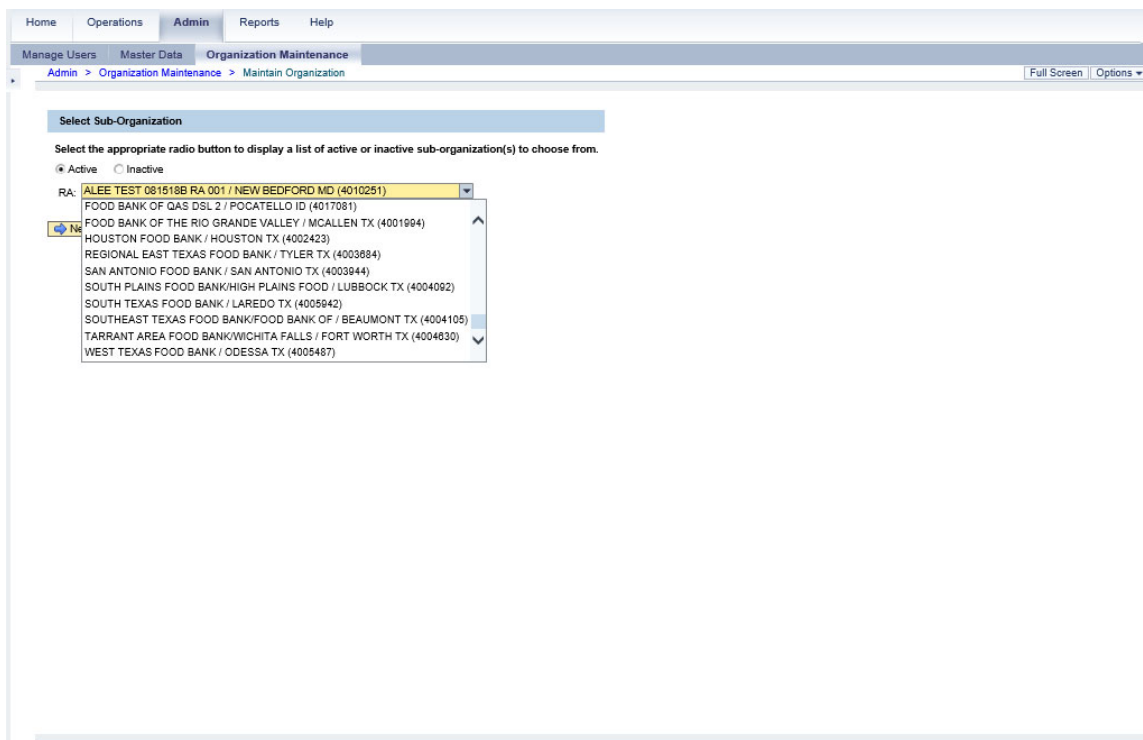 Home Operations Admin Reports Help
Manage Users Master Data Organization Maintenance
Admin > Organization Maintenance > Maintain Organization
Full Screen Options
Select Sub-Organization
Select the appropriate radio button to display a list of active or inactive sub-organization(s) to choose from.
Active Inactive
RA: ALEE TEST 081518B RA 001 / NEW BEDFORD MD (4010251)
FOOD BANK OF QAS DSL 2 / POCATELLO ID (4017081)
FOOD BANK OF THE RIO GRANDE VALLEY / MCALLEN TX (4001994)
HOUSTON FOOD BANK / HOUSTON TX (4002423)
REGIONAL EAST TEXAS FOOD BANK / TYLER TX (4003684)
SAN ANTONIO FOOD BANK / SAN ANTONIO TX (4003944)
SOUTH PLAINS FOOD BANK/HIGH PLAINS FOOD / LUBBOCK TX (4004092)
SOUTH TEXAS FOOD BANK / LAREDO TX (4005942)
SOUTHEAST TEXAS FOOD BANK/FOOD BANK OF / BEAUMONT TX (4004105)
TARRANT AREA FOOD BANK/WICHITA FALLS / FORT WORTH TX (4004630)
WEST TEXAS FOOD BANK / ODESSA TX (4005487)